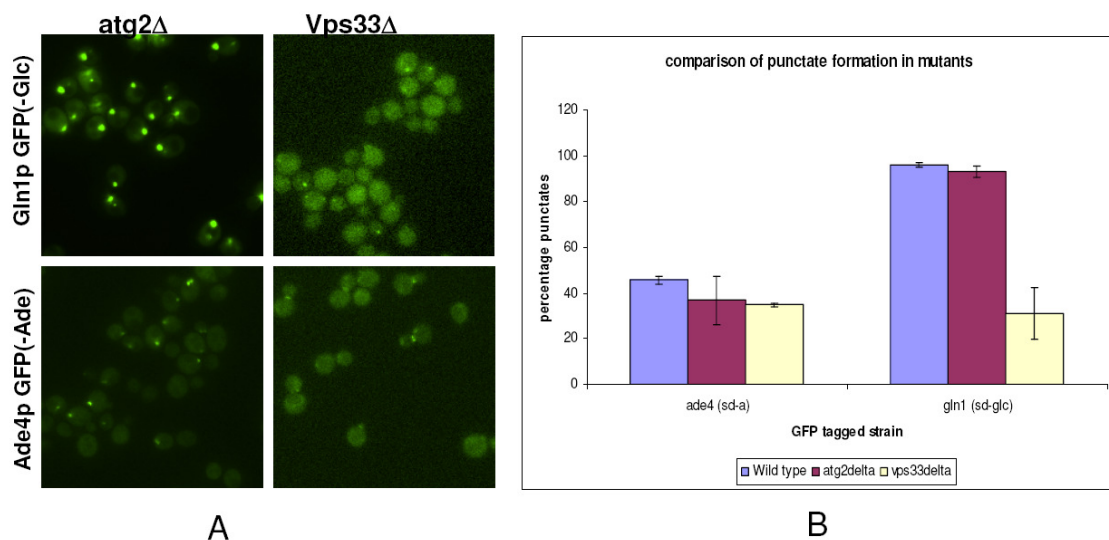 atg2Δ
Vps33Δ
Gln1p GFP(-Glc)
Ade4p GFP(-Ade)
A
comparison of punctate formation in mutants
percentage punctates
120
100
80
60
40
20
0
ade4 (sd-a)
gln1 (sd-glc)
GFP tagged strain
Wild type
atg2delta
vps33delta
B